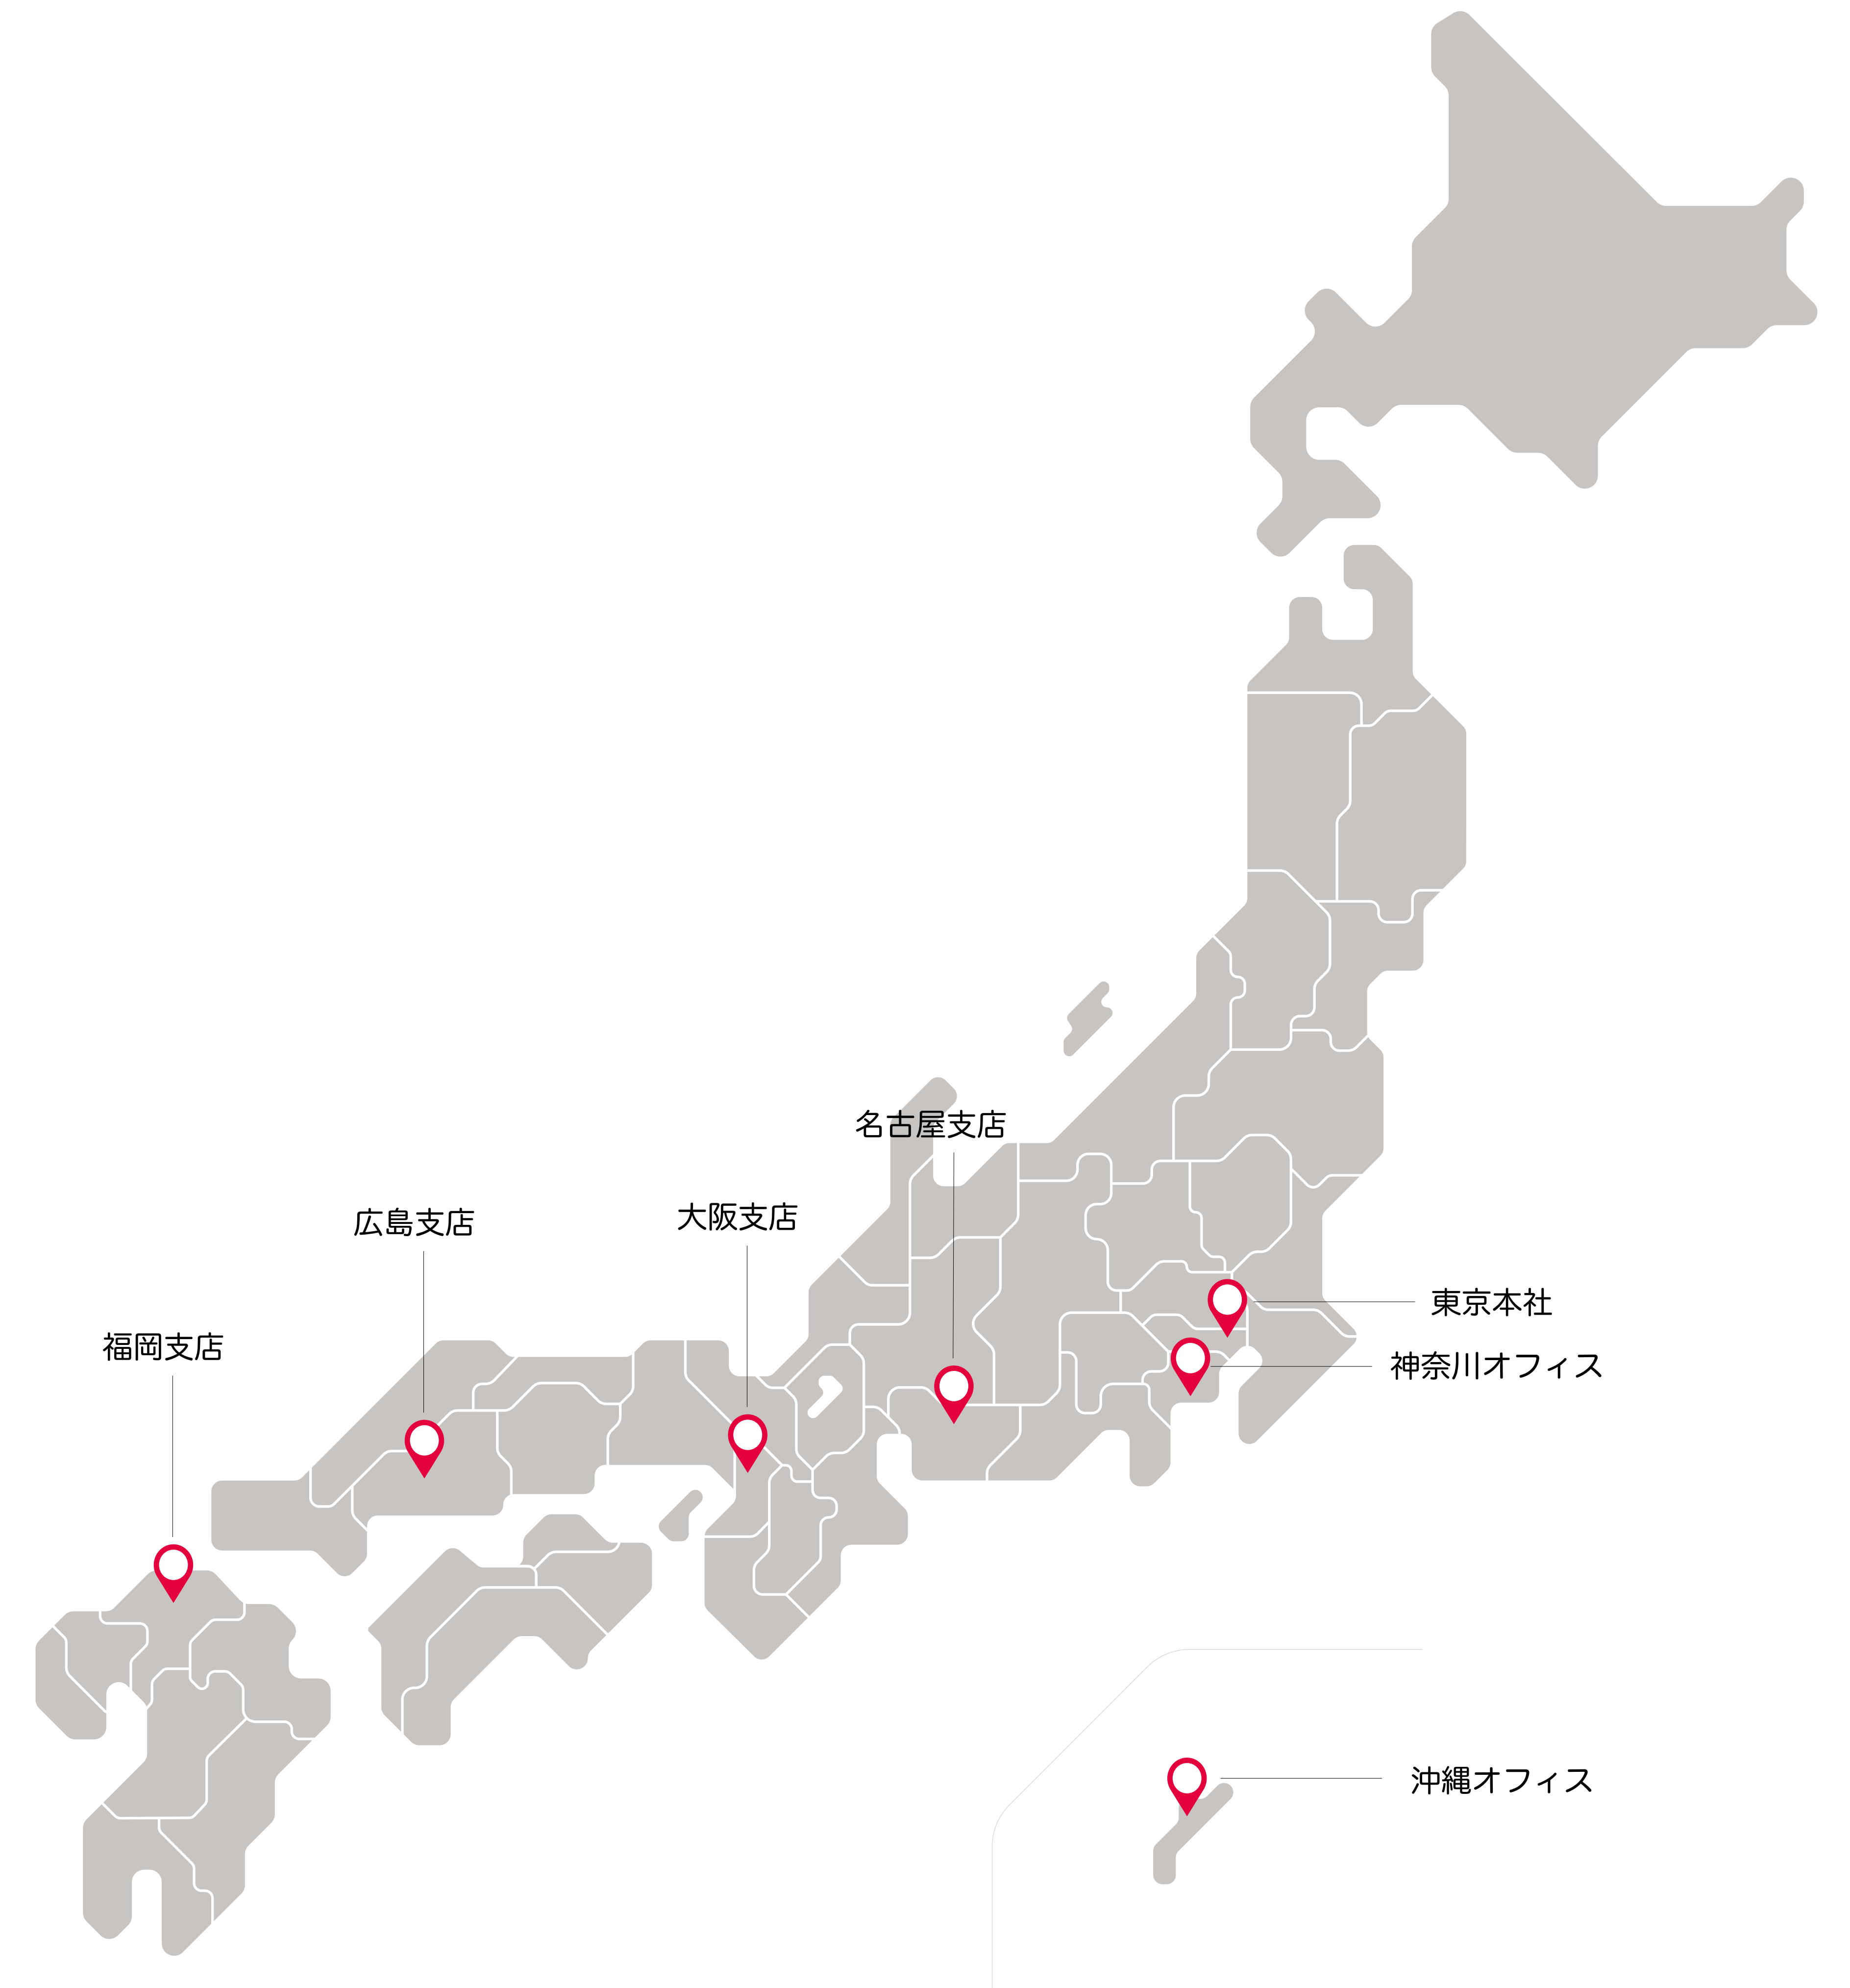 名古屋支店
大阪支店
広島支店
東京本社
福岡支店
神奈川オフィス
沖縄オフィス